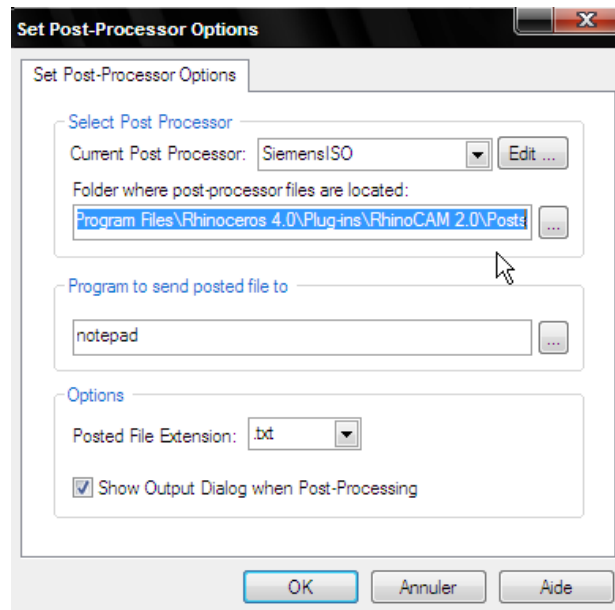 Set Post-Processor Options
Set Post-Processor Options
Select Post Processor
Current Post Processor: SiemensISO Edit ...
Folder where post-processor files are located:
Program Files\Rhinoceros 4.0\Plug-ins\RhinoCAM 2.0\Posts ...
Program to send posted file to
notepad ...
Options
Posted File Extension: .txt
Show Output Dialog when Post-Processing
OK Annuler Aide